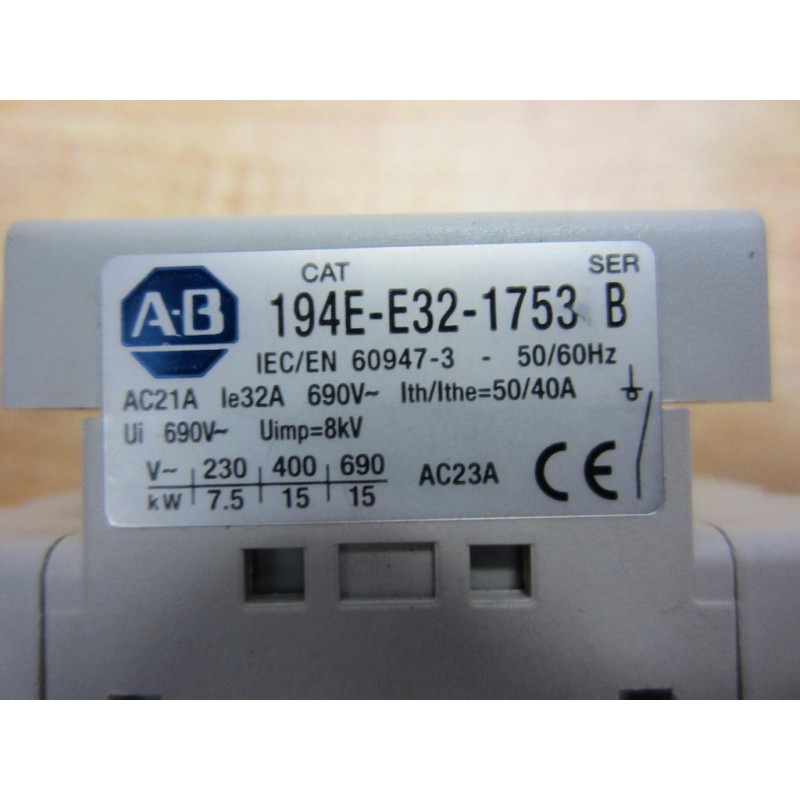 CAT SER
A-B 194E-E32-1753 B
IEC/EN 60947-3 - 50/60Hz
AC21A Ie32A 690V~ Ith/Ithe=50/40A
Ui 690V~ Uimp=8kV
V~ 230 400 690
kW 7.5 15 15
AC23A CE